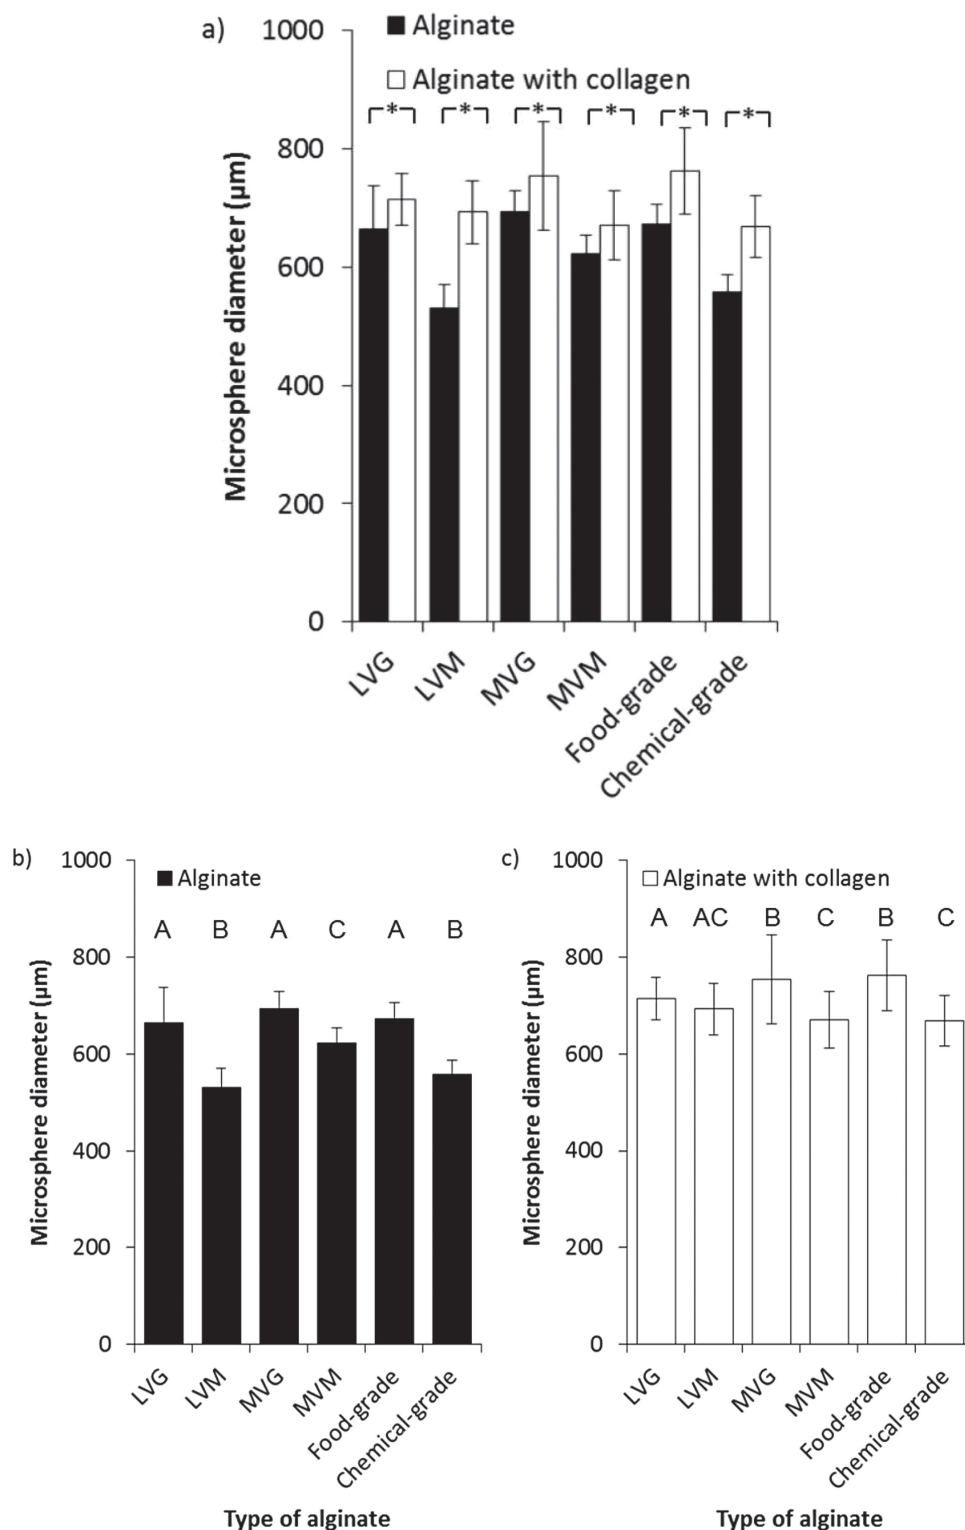 a)
1000
Alginate
Alginate with collagen
* * * * * *
800
600
400
200
0
Microsphere diameter (µm)
LVG
LVM
MVG
MVM
Food-grade
Chemical-grade
b)
1000
Alginate
A B A C A B
800
600
400
200
0
Microsphere diameter (µm)
LVG
LVM
MVG
MVM
Food-grade
Chemical-grade
Type of alginate
c)
1000
Alginate with collagen
A AC B C B C
800
600
400
200
0
Microsphere diameter (µm)
LVG
LVM
MVG
MVM
Food-grade
Chemical-grade
Type of alginate